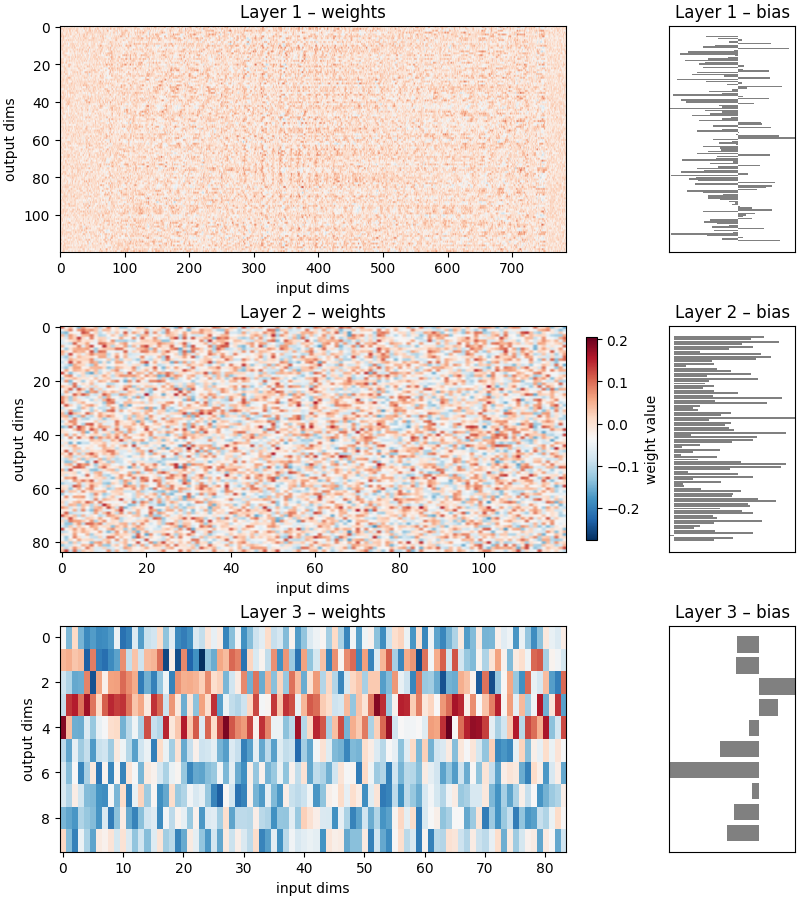 Layer 1 – weights
Layer 1 – bias
0
20
40
60
80
100
output dims
0 100 200 300 400 500 600 700
input dims
Layer 2 – weights
Layer 2 – bias
0
20
40
60
80
output dims
0 20 40 60 80 100
input dims
0.2
0.1
0.0
−0.1
−0.2
weight value
Layer 3 – weights
Layer 3 – bias
0
2
4
6
8
output dims
0 10 20 30 40 50 60 70 80
input dims